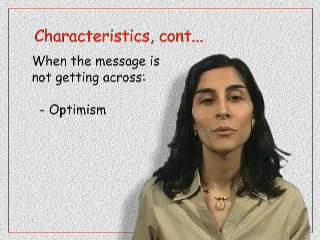 Characteristics, cont...
When the message is
not getting across:
- Optimism